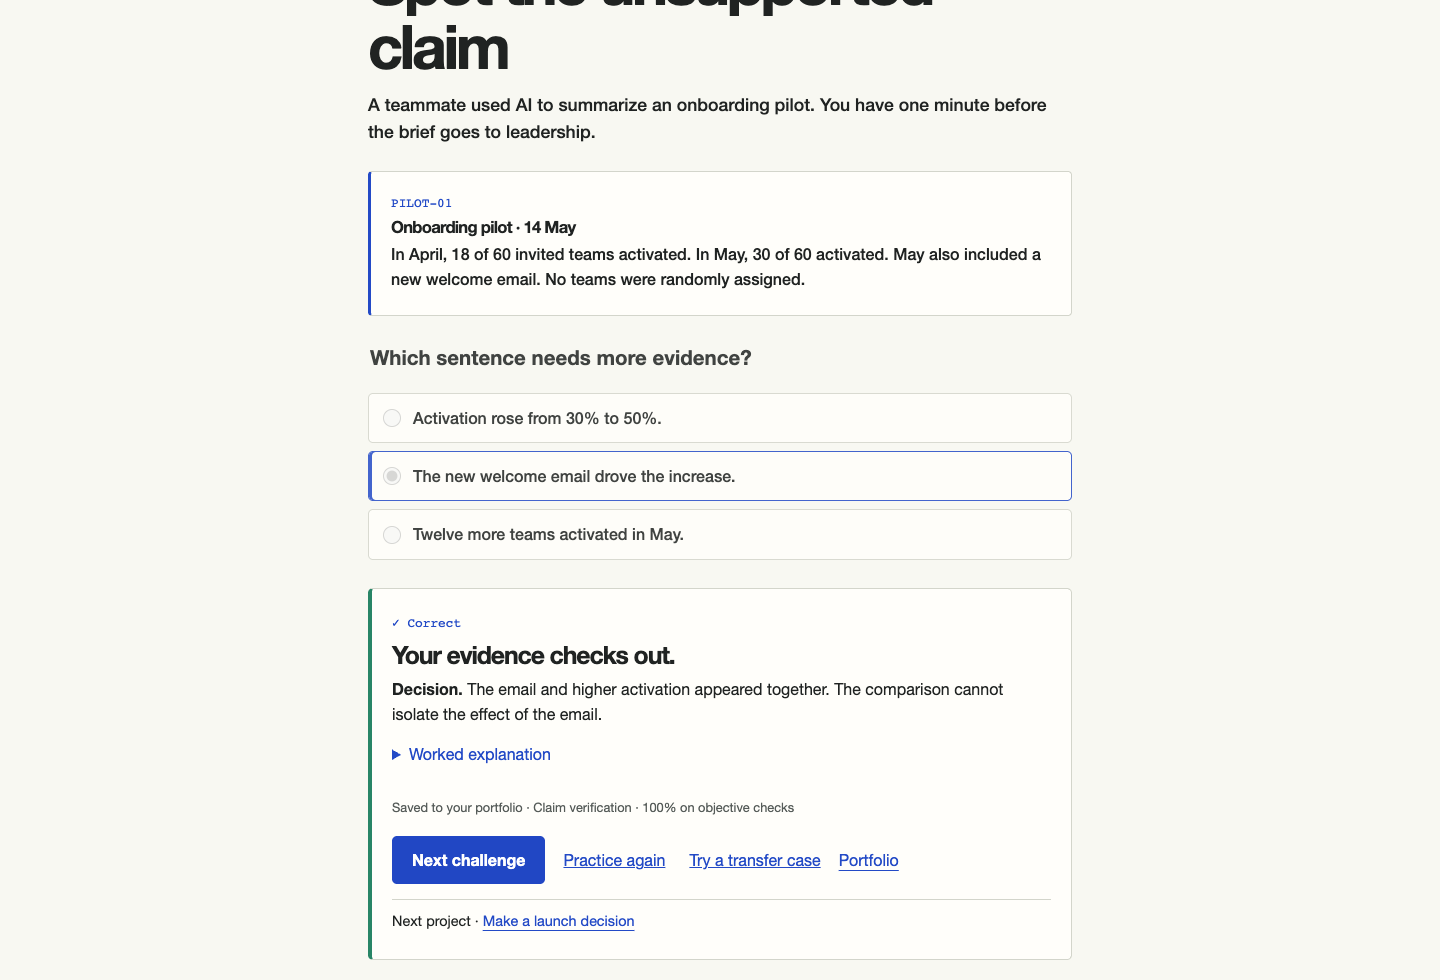 Spot the unsupported
claim
A teammate used AI to summarize an onboarding pilot. You have one minute before
the brief goes to leadership.
PILOT-01
Onboarding pilot · 14 May
In April, 18 of 60 invited teams activated. In May, 30 of 60 activated. May also included a
new welcome email. No teams were randomly assigned.
Which sentence needs more evidence?
Activation rose from 30% to 50%.
The new welcome email drove the increase.
Twelve more teams activated in May.
✓ Correct
Your evidence checks out.
Decision. The email and higher activation appeared together. The comparison cannot
isolate the effect of the email.
Worked explanation
Saved to your portfolio · Claim verification · 100% on objective checks
Next challenge Practice again Try a transfer case Portfolio
Next project · Make a launch decision